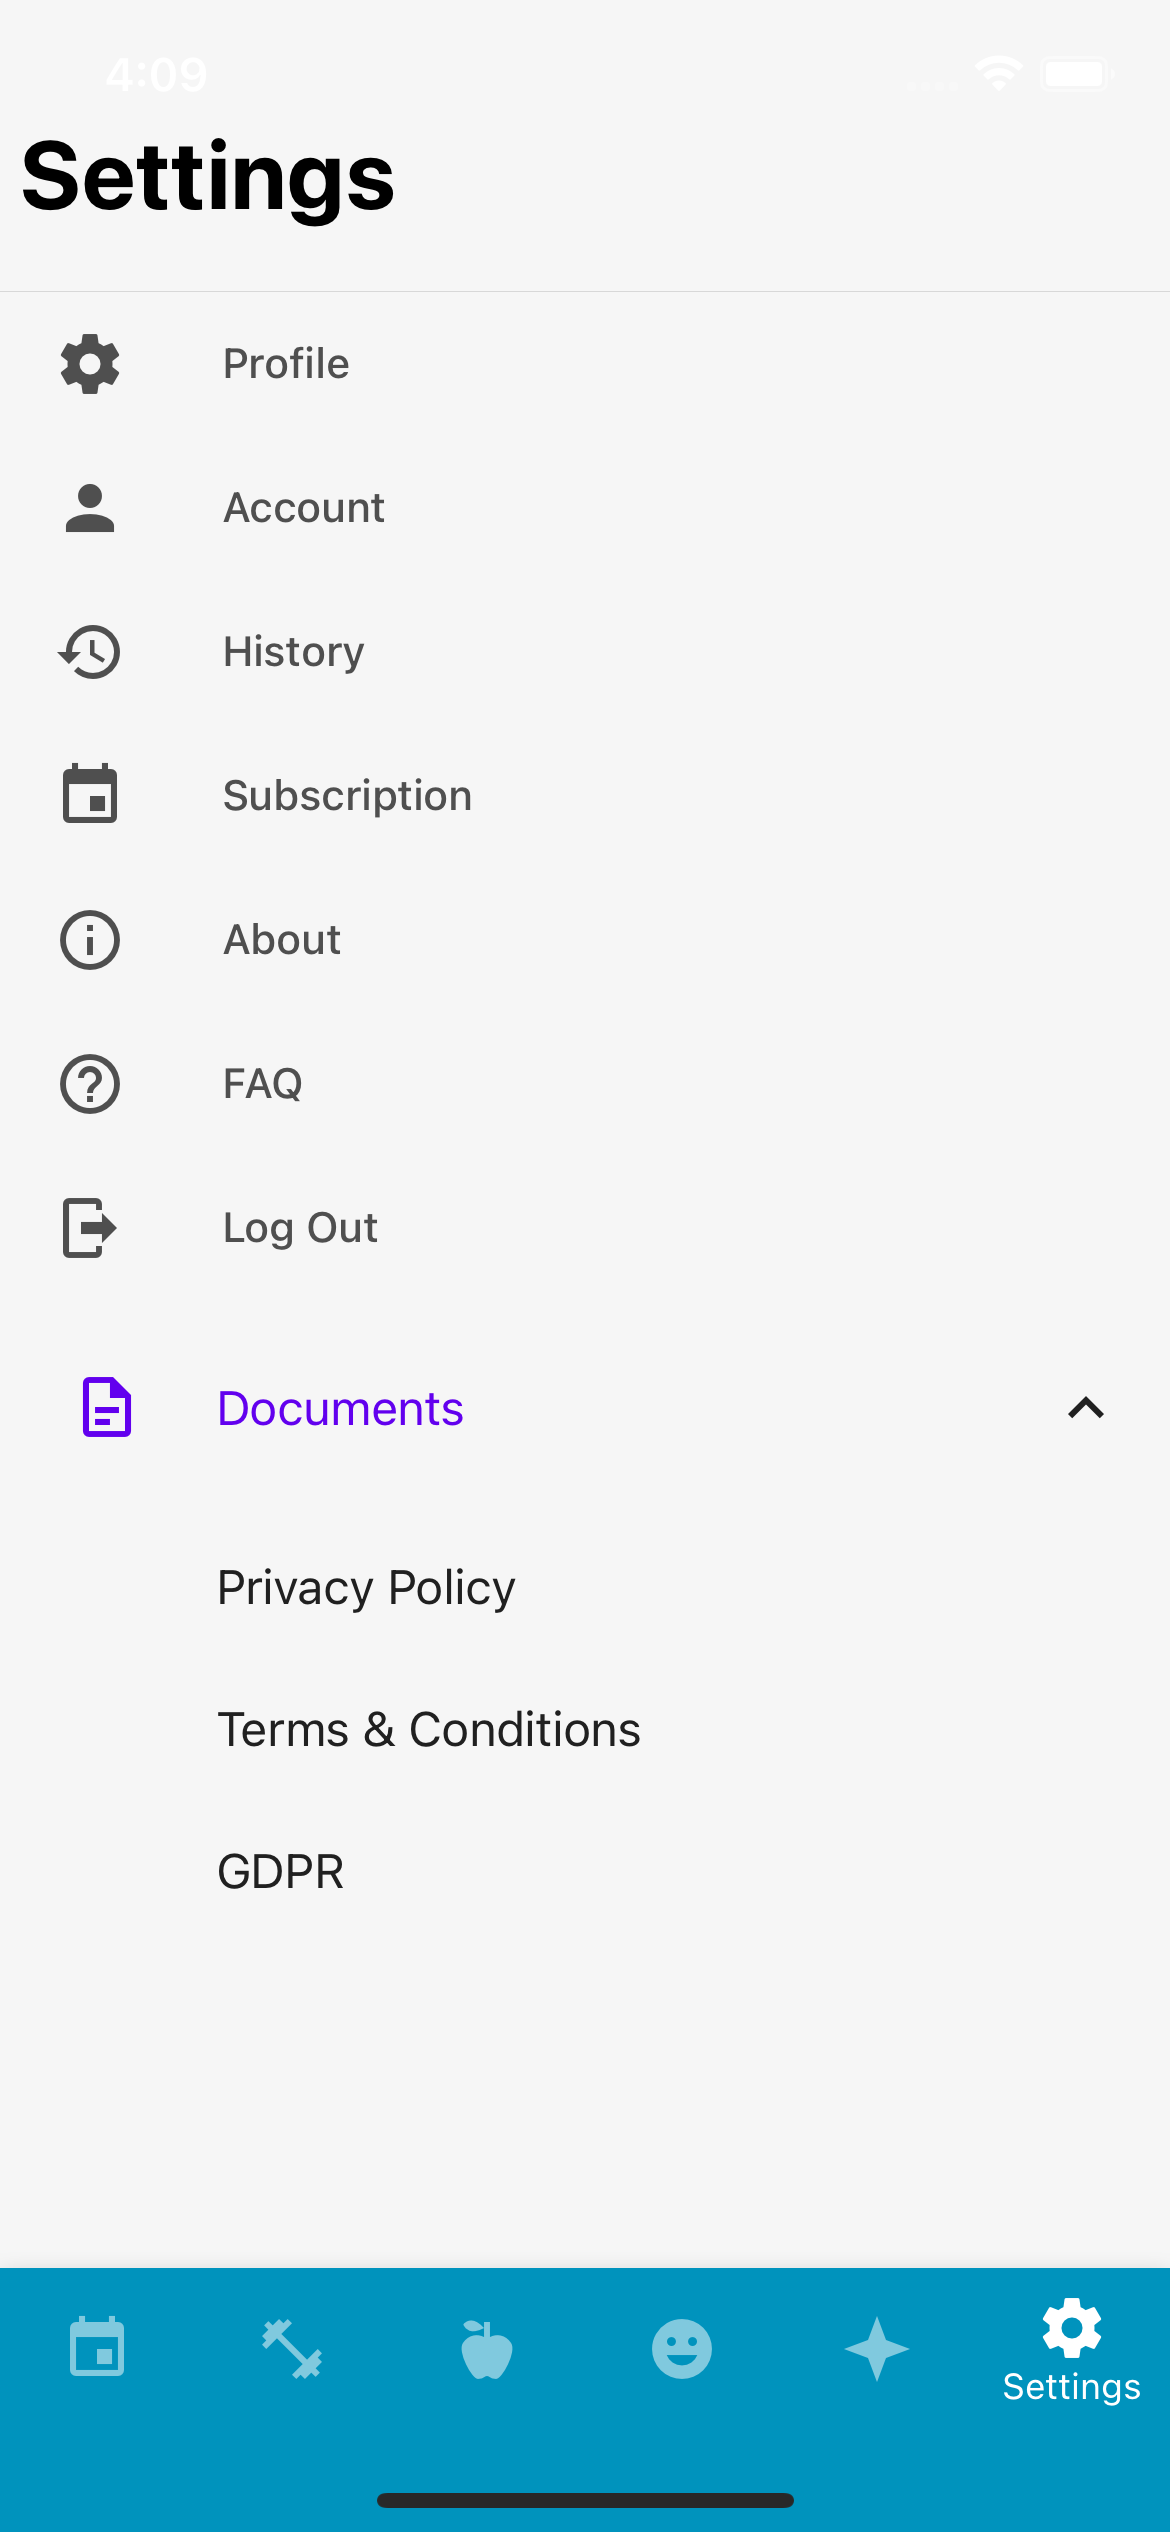 4:09
Settings
Profile
Account
History
Subscription
About
FAQ
Log Out
Documents
Privacy Policy
Terms & Conditions
GDPR
Settings